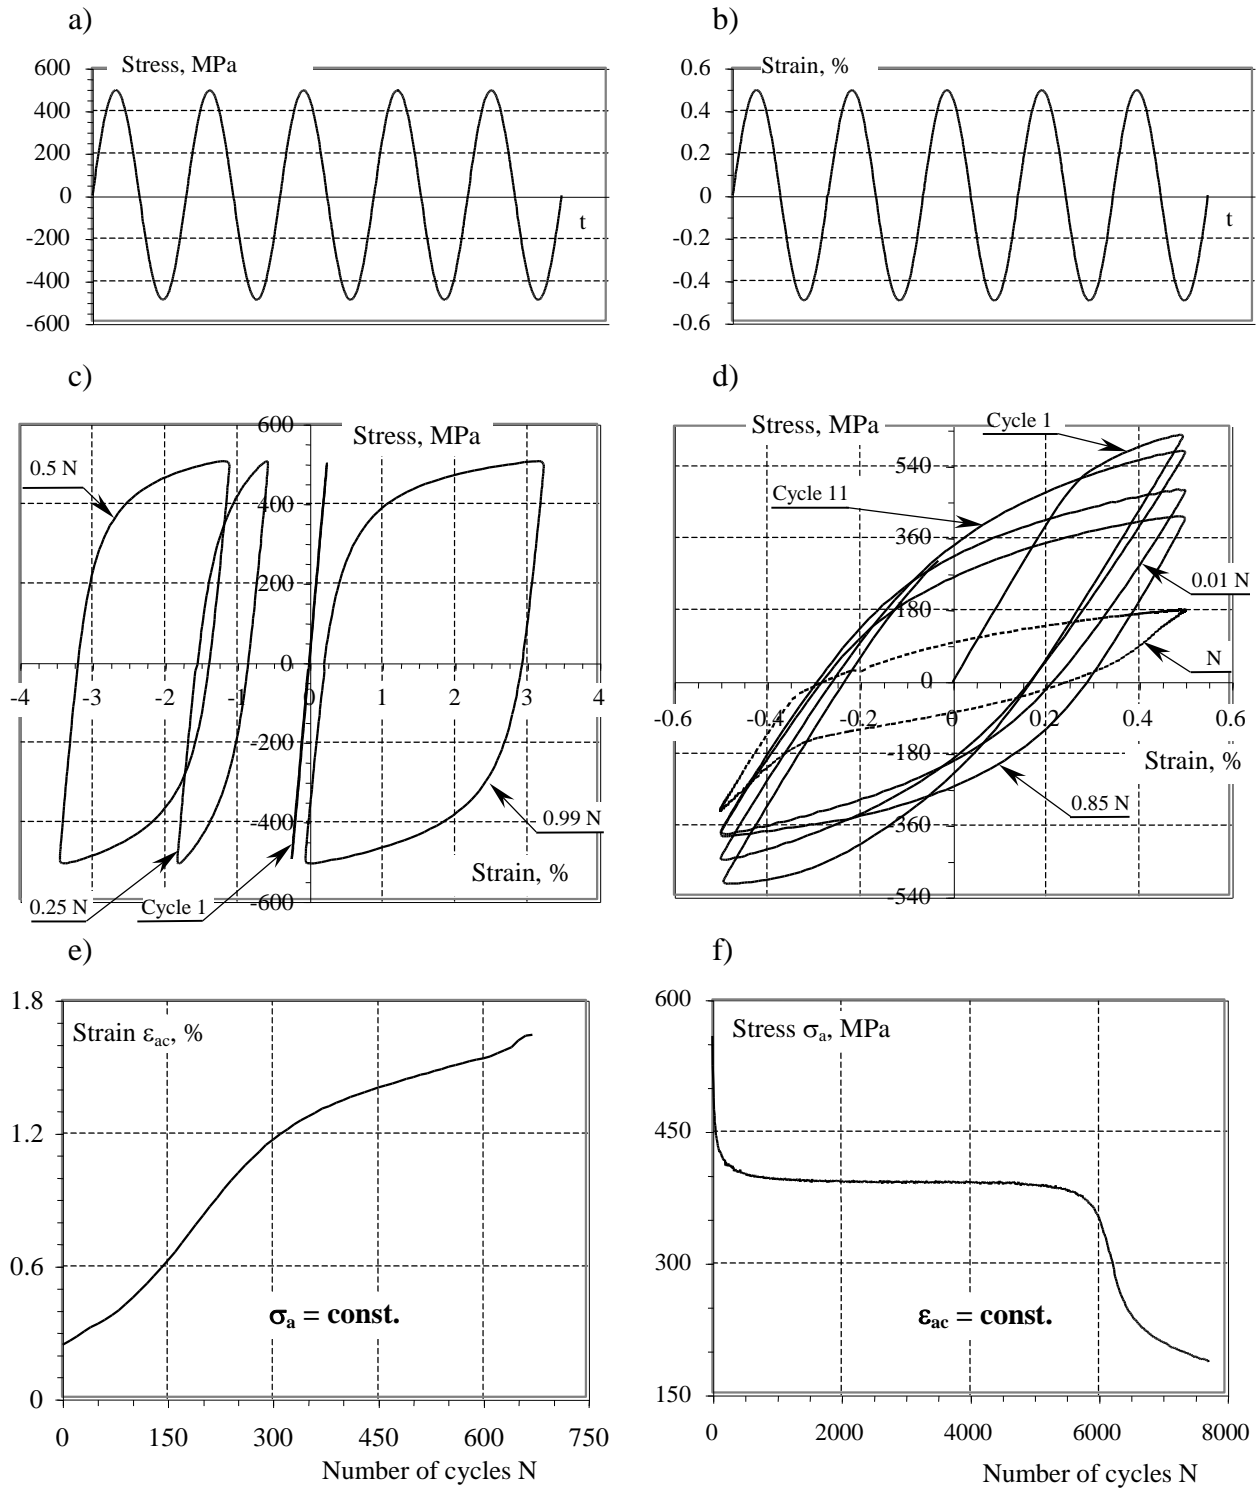 a)
Stress, MPa
600
400
200
0
-200
-400
-600
t
b)
Strain, %
0.6
0.4
0.2
0
-0.2
-0.4
-0.6
t
c)
600
Stress, MPa
0.5 N
400
200
0
-4
-3
-2
-1
0
1
2
3
4
-200
-400
0.99 N
Strain, %
0.25 N
Cycle 1
-600
d)
Stress, MPa
Cycle 1
540
Cycle 11
360
0.01 N
180
N
0
-0.6
-0.4
-0.2
0
0.2
0.4
0.6
-180
Strain, %
0.85 N
-360
-540
e)
1.8
Strain εac, %
1.2
0.6
σa = const.
0
0
150
300
450
600
750
Number of cycles N
f)
600
Stress σa, MPa
450
300
εac = const.
150
0
2000
4000
6000
8000
Number of cycles N